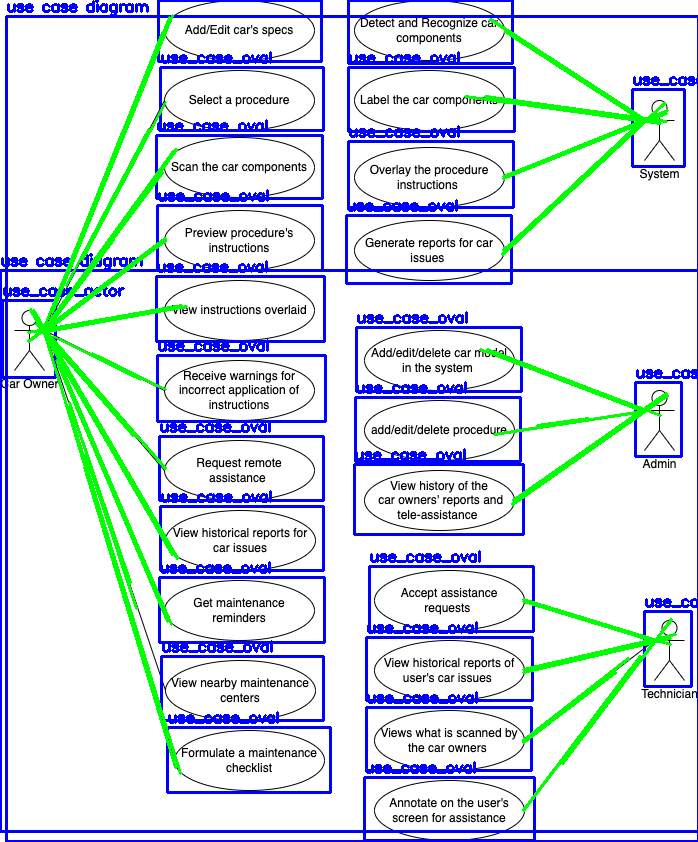 use case diagram
Add/Edit car's specs
use_case_oval
Select a procedure
use_case_oval
Scan the car components
use_case_oval
Preview procedure's
instructions
use case diagram
use_case_oval
use_case_actor
Car Owner
View instructions overlaid
use_case_oval
Receive warnings for
incorrect application of
instructions
use_case_oval
Request remote
assistance
use_case_oval
View historical reports for
car issues
use_case_oval
Get maintenance
reminders
use_case_oval
View nearby maintenance
centers
use_case_oval
Formulate a maintenance
checklist
Detect and Recognize car
components
use_case_oval
Label the car components
use_case_oval
Overlay the procedure
instructions
use_case_oval
Generate reports for car
issues
use_cas
System
use_case_oval
Add/edit/delete car model
in the system
use_case_oval
add/edit/delete procedure
use_case_oval
View history of the
car owners' reports and
tele-assistance
use_cas
Admin
use_case_oval
Accept assistance
requests
use_case_oval
View historical reports of
user's car issues
use_case_oval
Views what is scanned by
the car owners
use_case_oval
Annotate on the user's
screen for assistance
use_ca
Technician